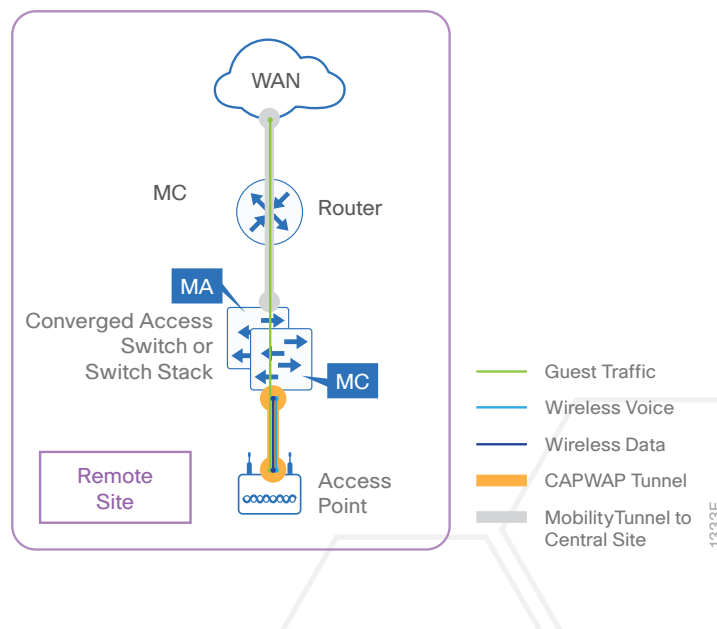 WAN
MC
Router
MA
Converged Access
Switch or
Switch Stack
MC
Remote
Site
Access
Point
Guest Traffic
Wireless Voice
Wireless Data
CAPWAP Tunnel
MobilityTunnel to
Central Site